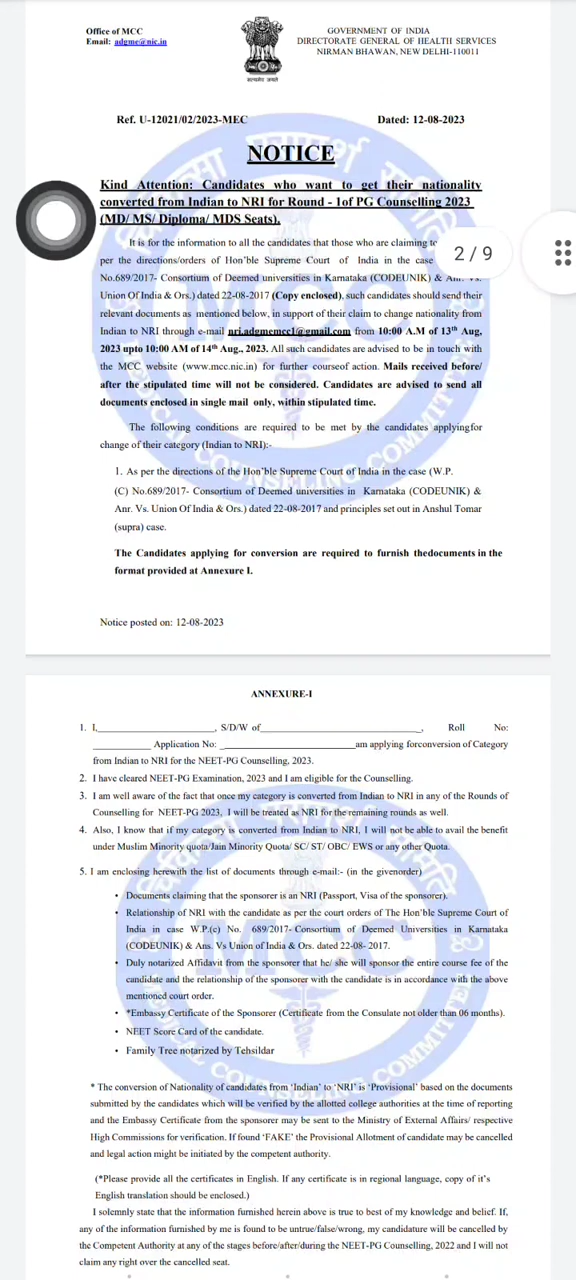 Office of MCC
Email: adgme@nic.in
GOVERNMENT OF INDIA
DIRECTORATE GENERAL OF HEALTH SERVICES
NIRMAN BHAWAN, NEW DELHI-110011
सत्यमेव जयते
Ref. U-12021/02/2023-MEC Dated: 12-08-2023
NOTICE
Kind Attention: Candidates who want to get their nationality
converted from Indian to NRI for Round - 1of PG Counselling 2023
(MD/ MS/ Diploma/ MDS Seats).
It is for the information to all the candidates that those who are claiming to
2 / 9
per the directions/orders of Hon'ble Supreme Court of India in the case
No.689/2017- Consortium of Deemed universities in Karnataka (CODEUNIK) & Vs.
Union Of India & Ors.) dated 22-08-2017 (Copy enclosed), such candidates should send their
relevant documents as mentioned below, in support of their claim to change nationality from
Indian to NRI through e-mail nri.adgmemcc1@gmail.com from 10:00 A.M of 13th Aug,
2023 upto 10:00 AM of 14th Aug., 2023. All such candidates are advised to be in touch with
the MCC website (www.mcc.nic.in) for further courseof action. Mails received before/
after the stipulated time will not be considered. Candidates are advised to send all
documents enclosed in single mail only, within stipulated time.
The following conditions are required to be met by the candidates applyingfor
change of their category (Indian to NRI):-
1. As per the directions of the Hon'ble Supreme Court of India in the case (W.P.
(C) No.689/2017- Consortium of Deemed universities in Karnataka (CODEUNIK) &
Anr. Vs. Union Of India & Ors.) dated 22-08-2017 and principles set out in Anshul Tomar
(supra) case.
The Candidates applying for conversion are required to furnish thedocuments in the
format provided at Annexure I.
Notice posted on: 12-08-2023
MCC
MEDICAL COUNSELING COMMITTEE
ANNEXURE-I
1. I,____________________, S/D/W of____________________________, Roll No:
__________ Application No: ________________________am applying forconversion of Category
from Indian to NRI for the NEET-PG Counselling, 2023.
2. I have cleared NEET-PG Examination, 2023 and I am eligible for the Counselling.
3. I am well aware of the fact that once my category is converted from Indian to NRI in any of the Rounds of
Counselling for NEET-PG 2023, I will be treated as NRI for the remaining rounds as well.
4. Also, I know that if my category is converted from Indian to NRI, I will not be able to avail the benefit
under Muslim Minority quota/Jain Minority Quota/ SC/ ST/ OBC/ EWS or any other Quota.
5. I am enclosing herewith the list of documents through e-mail:- (in the givenorder)
• Documents claiming that the sponsorer is an NRI (Passport, Visa of the sponsorer).
• Relationship of NRI with the candidate as per the court orders of The Hon'ble Supreme Court of
India in case W.P.(c) No. 689/2017- Consortium of Deemed Universities in Karnataka
(CODEUNIK) & Ans. Vs Union of India & Ors. dated 22-08- 2017.
• Duly notarized Affidavit from the sponsorer that he/ she will sponsor the entire course fee of the
candidate and the relationship of the sponsorer with the candidate is in accordance with the above
mentioned court order.
• *Embassy Certificate of the Sponsorer (Certificate from the Consulate not older than 06 months).
• NEET Score Card of the candidate.
• Family Tree notarized by Tehsildar
* The conversion of Nationality of candidates from 'Indian' to 'NRI' is 'Provisional' based on the documents
submitted by the candidates which will be verified by the allotted college authorities at the time of reporting
and the Embassy Certificate from the sponsorer may be sent to the Ministry of External Affairs/ respective
High Commissions for verification. If found 'FAKE' the Provisional Allotment of candidate may be cancelled
and legal action might be initiated by the competent authority.
(*Please provide all the certificates in English. If any certificate is in regional language, copy of it's
English translation should be enclosed.)
I solemnly state that the information furnished herein above is true to best of my knowledge and belief. If,
any of the information furnished by me is found to be untrue/false/wrong, my candidature will be cancelled by
the Competent Authority at any of the stages before/after/during the NEET-PG Counselling, 2022 and I will not
claim any right over the cancelled seat.
MCC
MEDICAL COUNSELING COMMITTEE